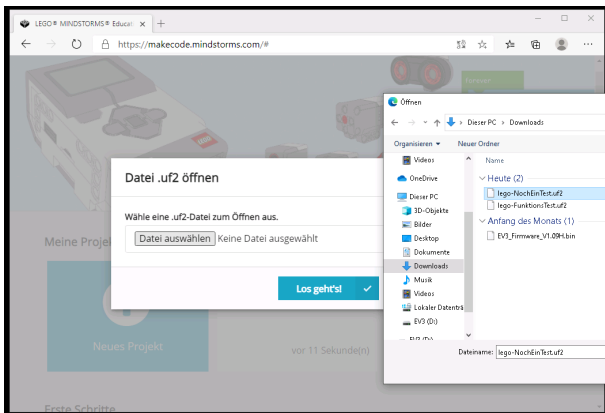 LEGO® MINDSTORMS® Educat
https://makecode.mindstorms.com/#
Datei .uf2 öffnen
Wähle eine .uf2-Datei zum Öffnen aus.
Datei auswählen Keine Datei ausgewählt
Los geht's!
Meine Projek
Neues Projekt
vor 11 Sekunde(n)
Erste Schritte
Öffnen
Dieser PC > Downloads
Organisieren
Neuer Ordner
Videos
OneDrive
Dieser PC
3D-Objekte
Bilder
Desktop
Dokumente
Downloads
Musik
Videos
Lokaler Datenträ
EV3 (D:)
EV3 (D:)
Name
Heute (2)
lego-NochEinTest.uf2
lego-FunktionsTest.uf2
Anfang des Monats (1)
EV3_Firmware_V1.09H.bin
Dateiname: lego-NochEinTest.uf2